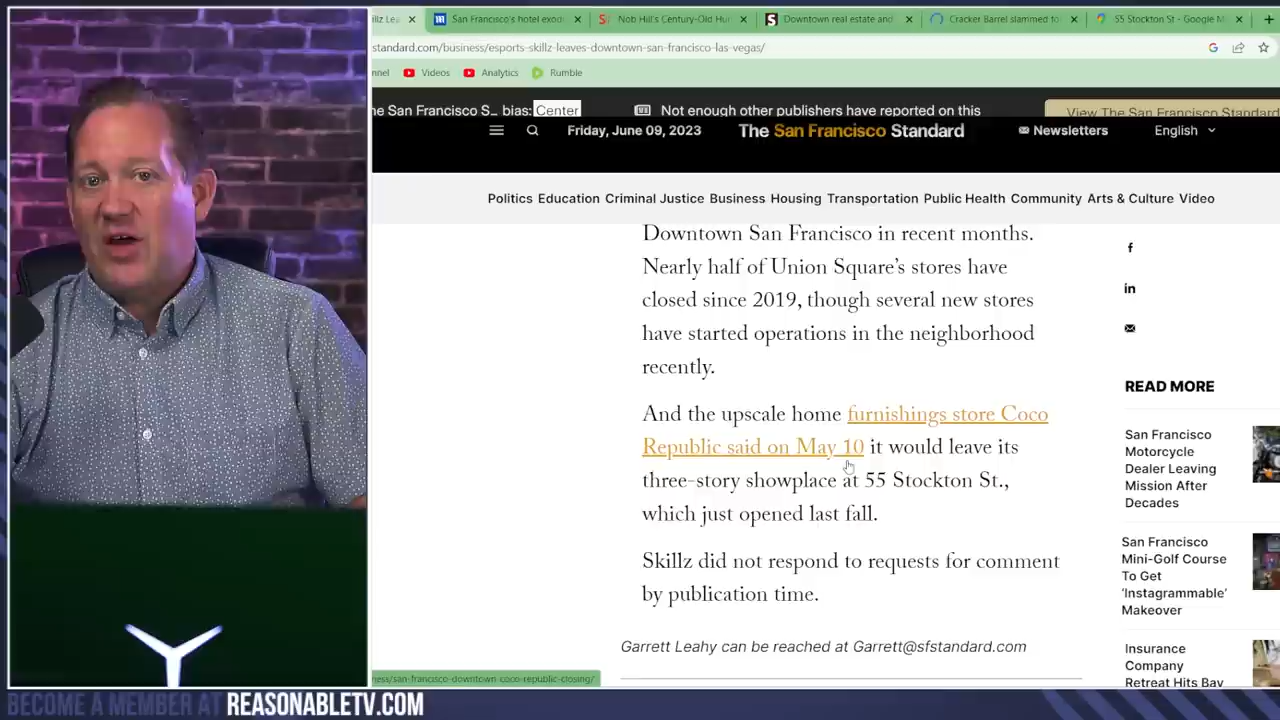 illz Lea
San Francisco's hotel exod
Nob Hill's Century-Old Hu
Downtown real estate and
Cracker Barrel slammed fo
55 Stockton St - Google M
standard.com/business/esports-skillz-leaves-downtown-san-francisco-las-vegas/
nnel
Videos
Analytics
Rumble
he San Francisco S_ bias: Center
Not enough other publishers have reported on this
View The San Francisco Standard
Friday, June 09, 2023
The San Francisco Standard
Newsletters
English
Politics Education Criminal Justice Business Housing Transportation Public Health Community Arts & Culture Video
Downtown San Francisco in recent months.
Nearly half of Union Square's stores have
closed since 2019, though several new stores
have started operations in the neighborhood
recently.
And the upscale home furnishings store Coco
Republic said on May 10 it would leave its
three-story showplace at 55 Stockton St.,
which just opened last fall.
Skillz did not respond to requests for comment
by publication time.
Garrett Leahy can be reached at Garrett@sfstandard.com
READ MORE
San Francisco
Motorcycle
Dealer Leaving
Mission After
Decades
San Francisco
Mini-Golf Course
To Get
'Instagrammable'
Makeover
Insurance
Company
Retreat Hits Bay
ness/san-francisco-downtown-coco-republic-closing/
BECOME A MEMBER AT REASONABLETV.COM